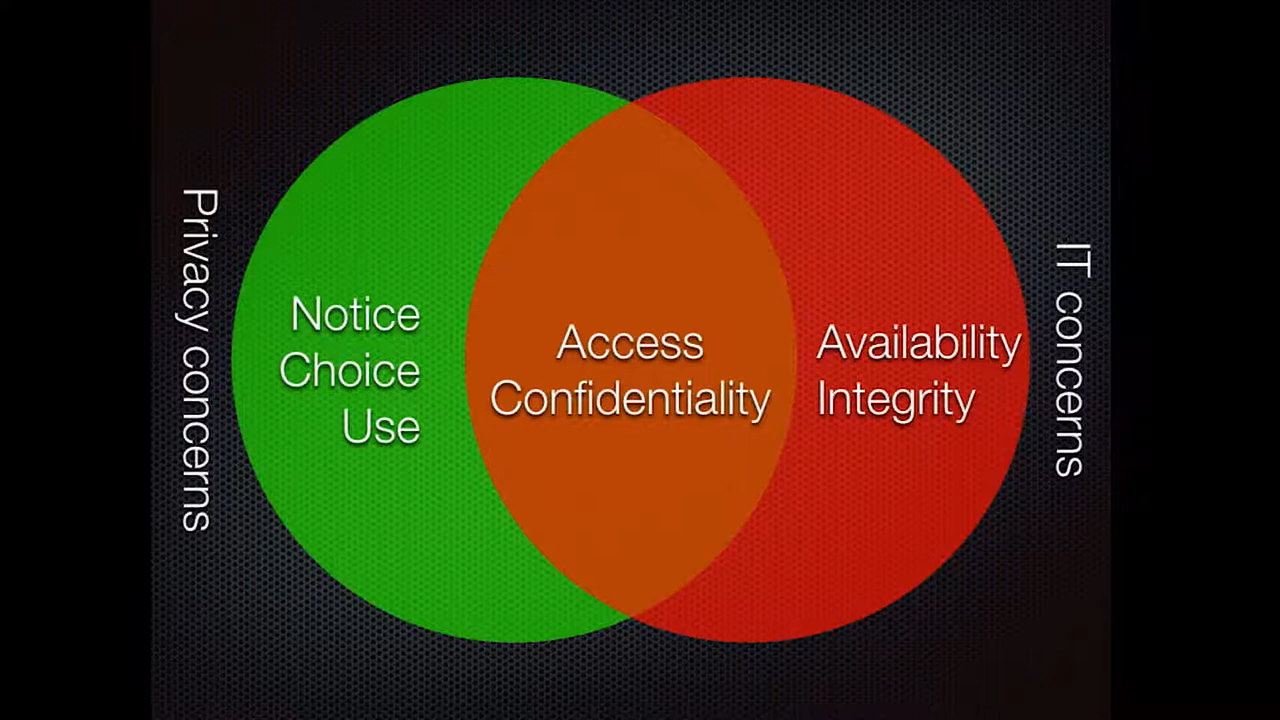 Privacy concerns
Notice
Choice
Use
Access
Confidentiality
Availability
Integrity
IT concerns